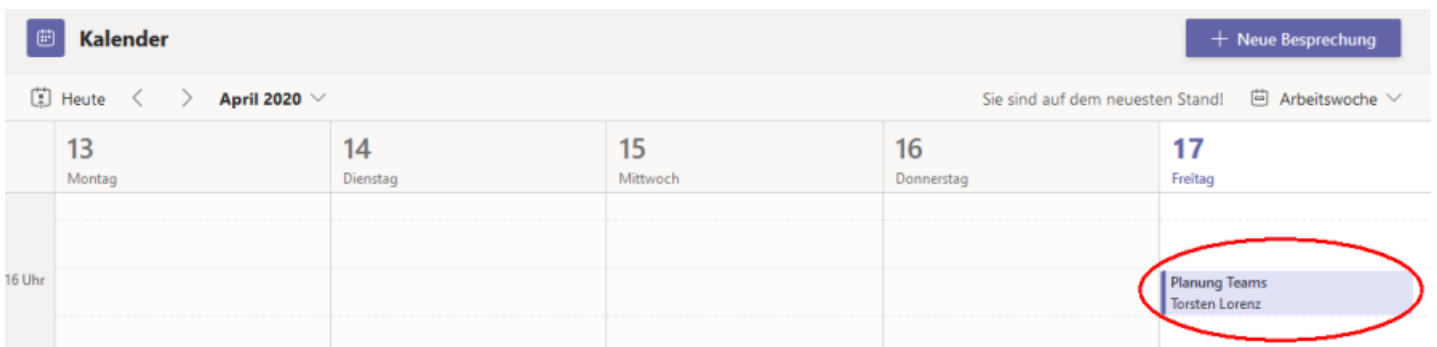 Kalender
+ Neue Besprechung
Heute
April 2020
Sie sind auf dem neuesten Stand!
Arbeitswoche
13
Montag
14
Dienstag
15
Mittwoch
16
Donnerstag
17
Freitag
16 Uhr
Planung Teams
Torsten Lorenz